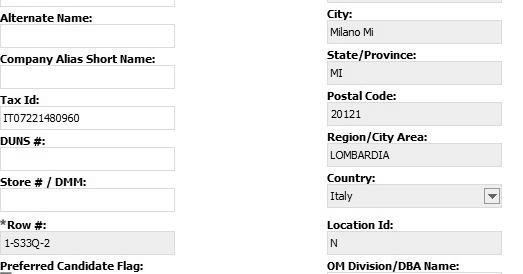 Alternate Name:
Company Alias Short Name:
Tax Id:
IT07221480960
DUNS #:
Store # / DMM:
*Row #:
1-S33Q-2
Preferred Candidate Flag:
City:
Milano Mi
State/Province:
MI
Postal Code:
20121
Region/City Area:
LOMBARDIA
Country:
Italy
Location Id:
N
OM Division/DBA Name: